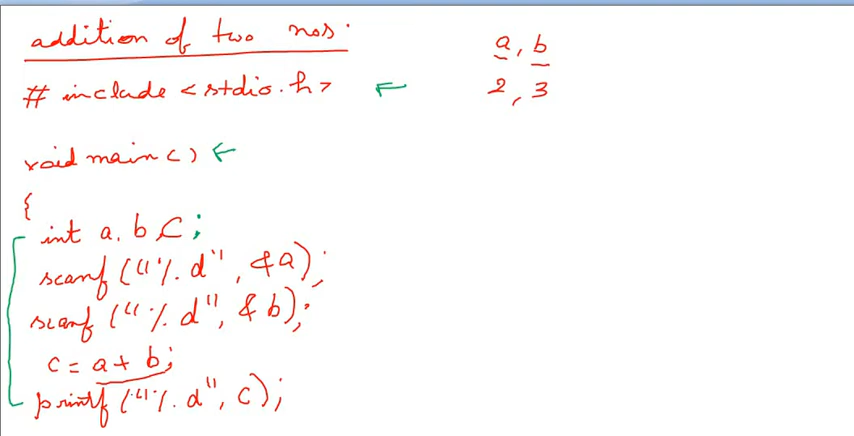 addition of two nos.
# include <stdio.h>
void main()
{
int a, b, c;
scanf ("%d", &a);
scanf ("%d", & b);
c = a + b;
printf ("%d", c);
a, b
2, 3